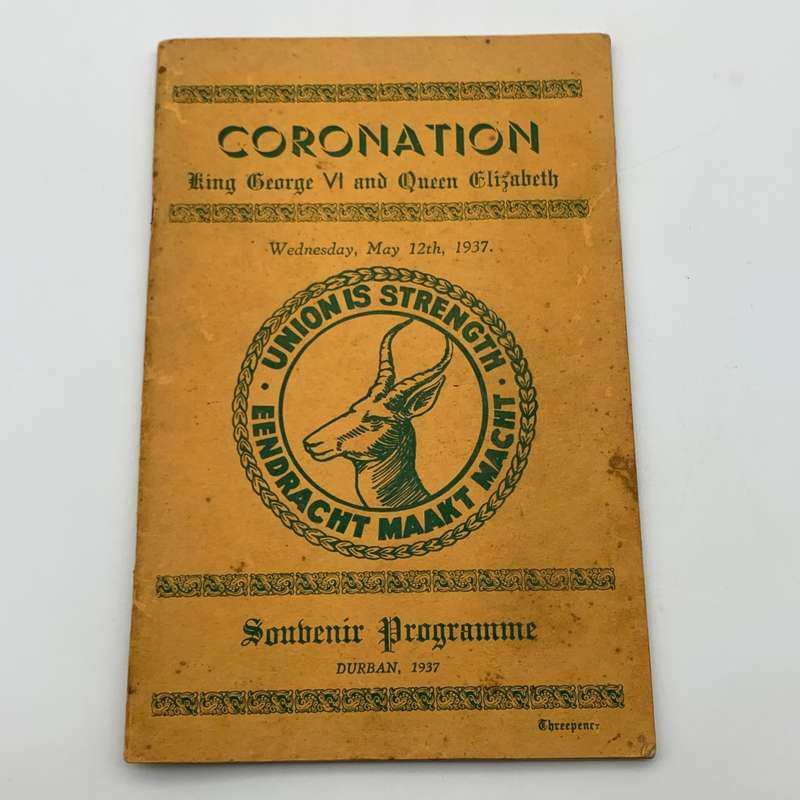 CORONATION
King George VI and Queen Elizabeth
Wednesday, May 12th, 1937.
· UNION IS STRENGTH ·
EENDRACHT MAAKT MACHT
Souvenir Programme
DURBAN, 1937
Threepence